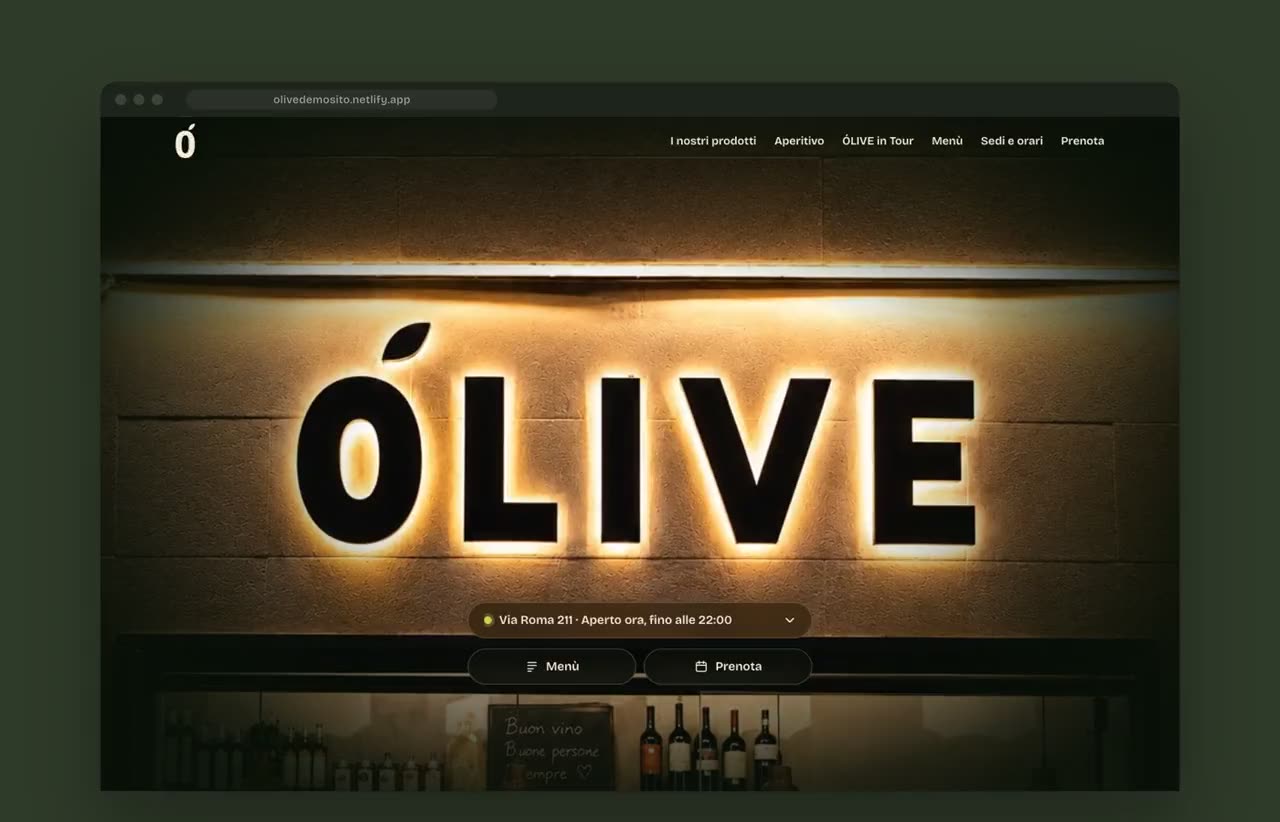 olivedemosito.netlify.app
Ó
I nostri prodotti Aperitivo ÓLIVE in Tour Menù Sedi e orari Prenota
ÓLIVE
Via Roma 211 · Aperto ora, fino alle 22:00
Menù Prenota
Buon vino
Buone persone
empre ♡